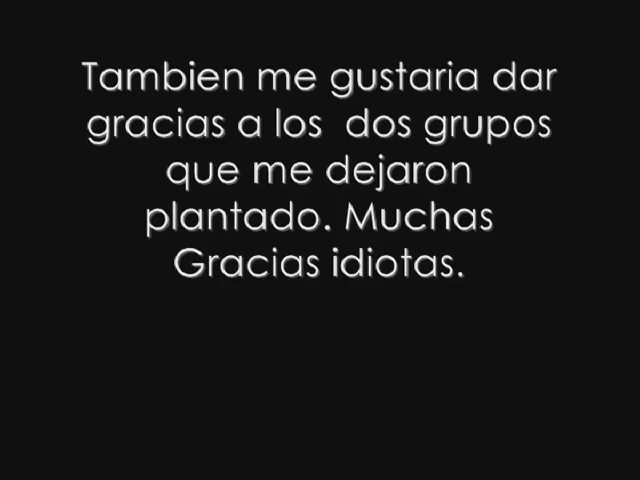 Tambien me gustaria dar
gracias a los  dos grupos
que me dejaron
plantado. Muchas
Gracias idiotas.